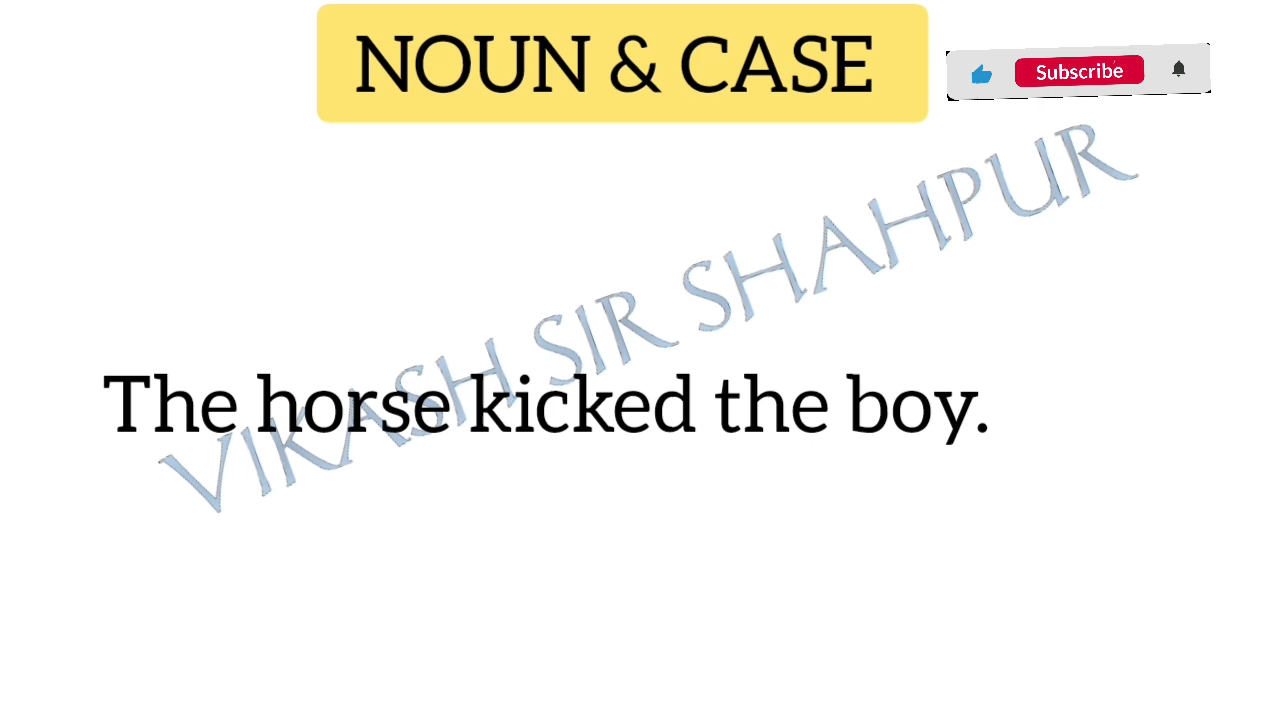 NOUN & CASE
Subscribe
VIKASH SIR SHAHPUR
The horse kicked the boy.